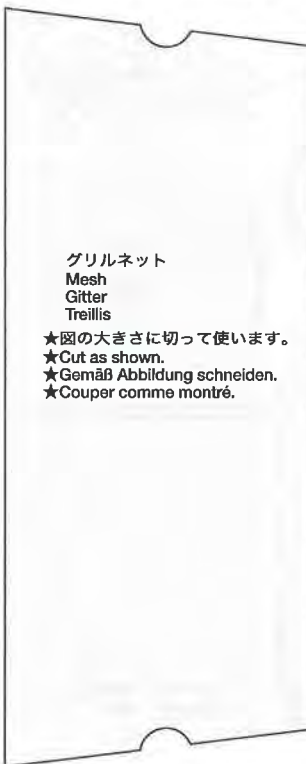 グリルネット
Mesh
Gitter
Treillis
★図の大きさに切って使います。
★Cut as shown.
★Gemäß Abbildung schneiden.
★Couper comme montré.